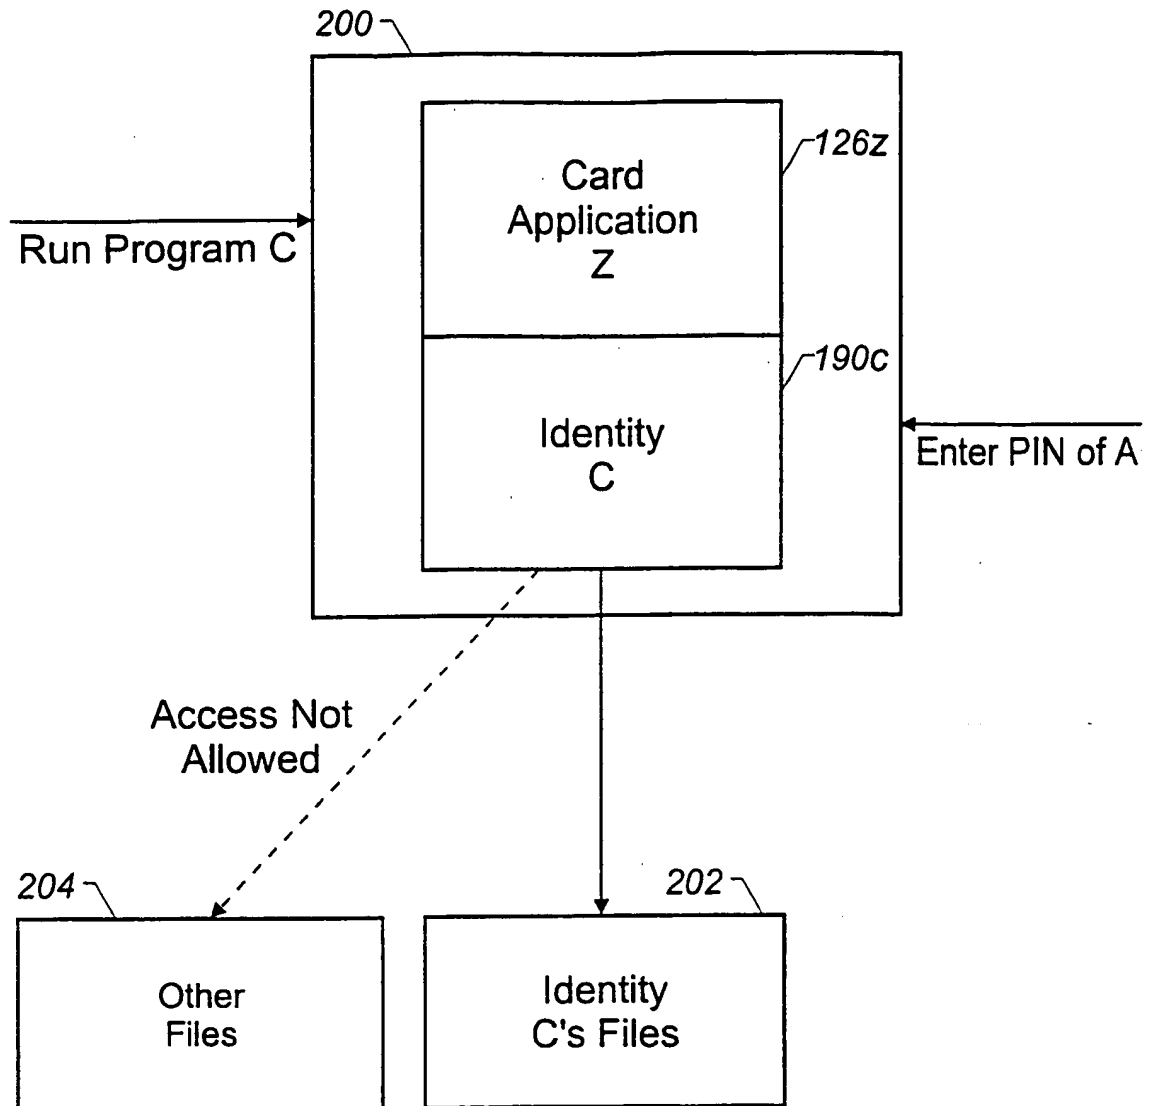 200
126z
Card
Application
Z
Run Program C
190c
Identity
C
Enter PIN of A
Access Not
Allowed
204
202
Other
Files
Identity
C's Files